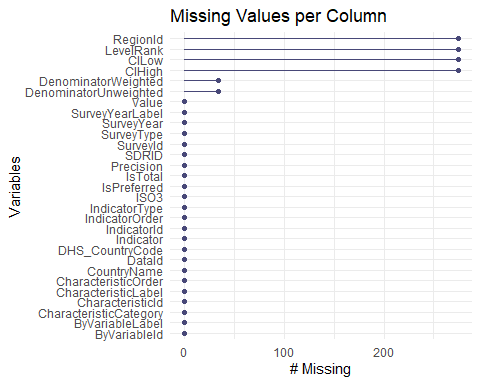 Missing Values per Column
RegionId
LevelRank
CILow
CIHigh
DenominatorWeighted
DenominatorUnweighted
Value
SurveyYearLabel
SurveyYear
SurveyType
SurveyId
SDRID
Precision
IsTotal
IsPreferred
ISO3
IndicatorType
IndicatorOrder
IndicatorId
Indicator
DHS_CountryCode
DataId
CountryName
CharacteristicOrder
CharacteristicLabel
CharacteristicId
CharacteristicCategory
ByVariableLabel
ByVariableId
Variables
0 100 200
# Missing